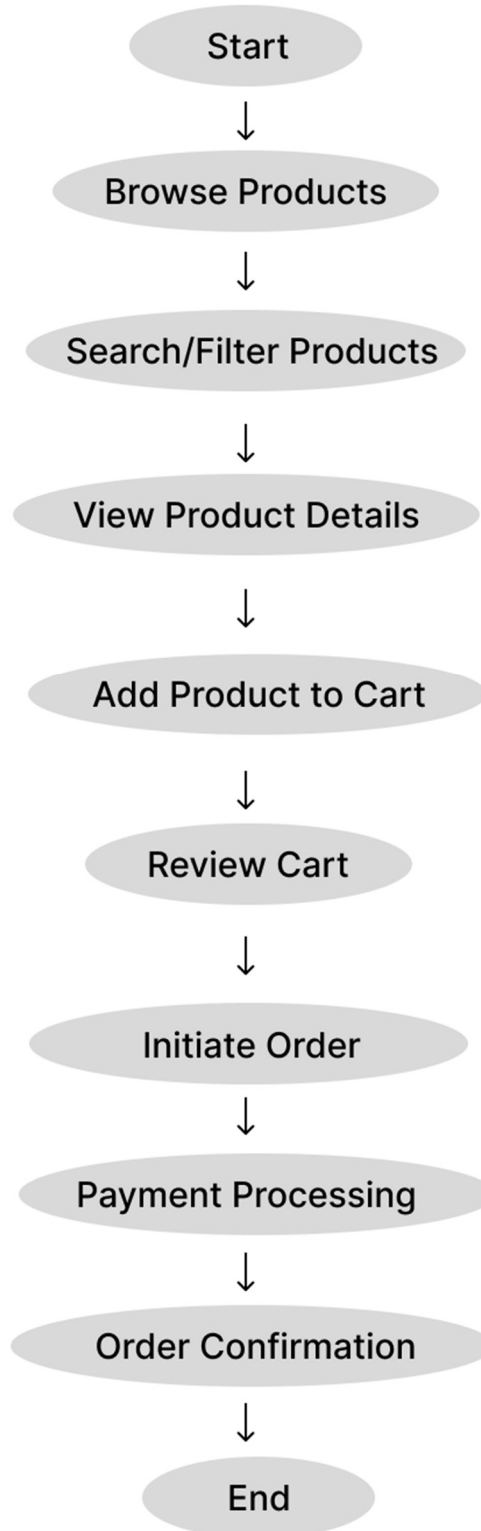 Start
Browse Products
Search/Filter Products
View Product Details
Add Product to Cart
Review Cart
Initiate Order
Payment Processing
Order Confirmation
End